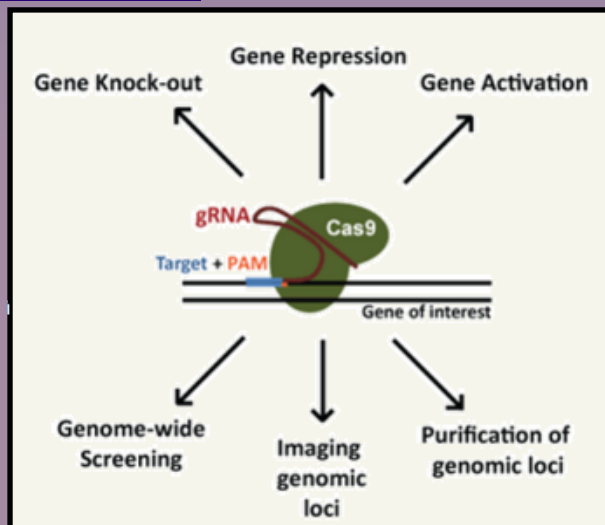 Gene Repression
Gene Knock-out
Gene Activation
gRNA
Cas9
Target + PAM
Gene of interest
Genome-wide
Screening
Imaging
genomic
loci
Purification of
genomic loci